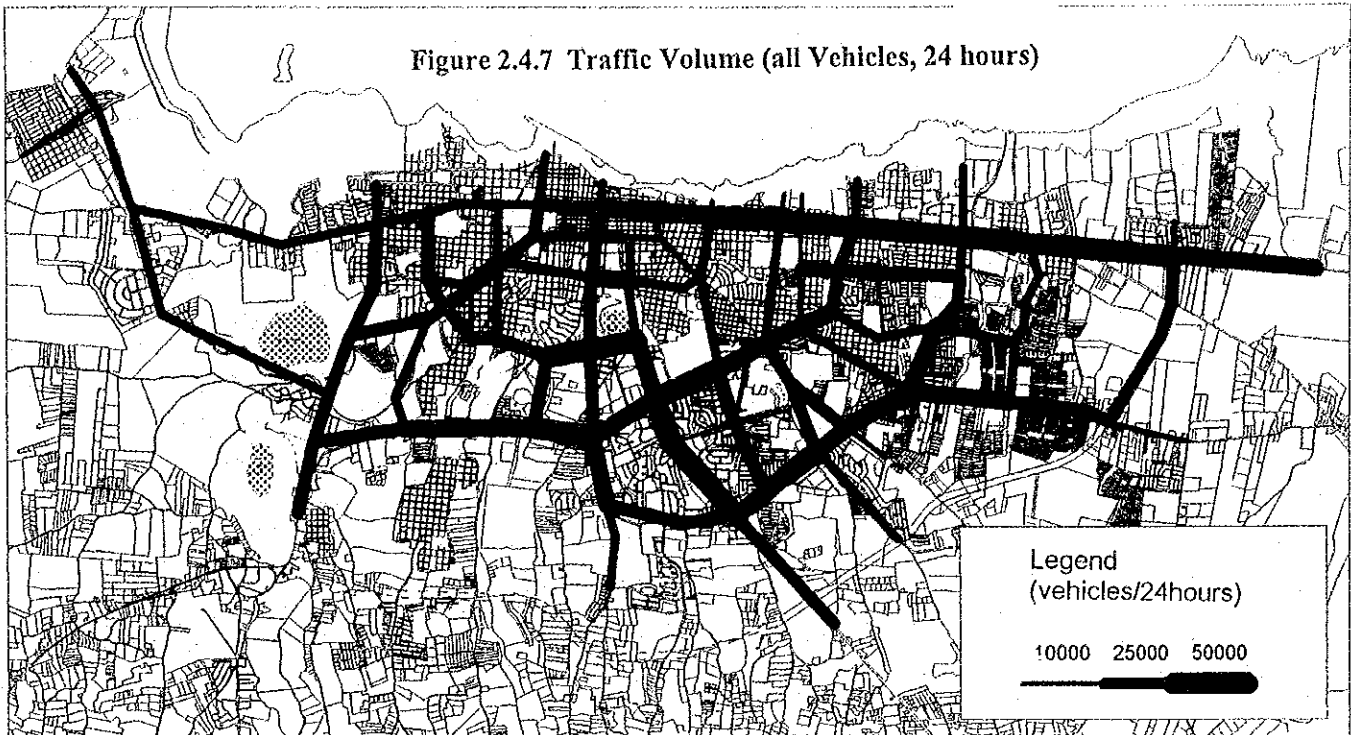 Figure 2.4.7 Traffic Volume (all Vehicles, 24 hours)
Legend
(vehicles/24hours)
10000 25000 50000